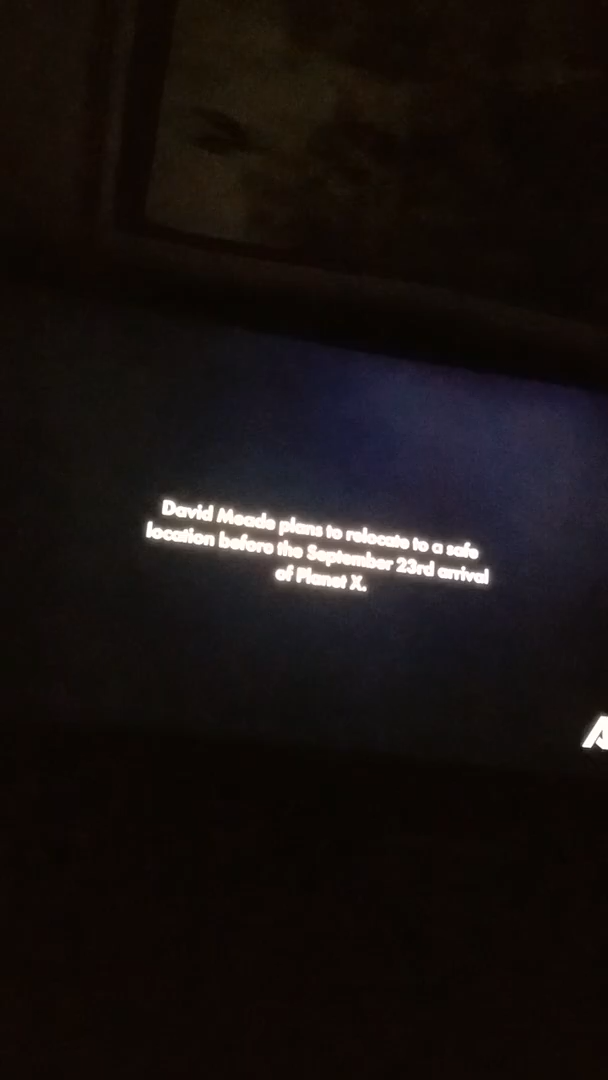 David Meade plans to relocate to a safe
location before the September 23rd arrival
of Planet X.